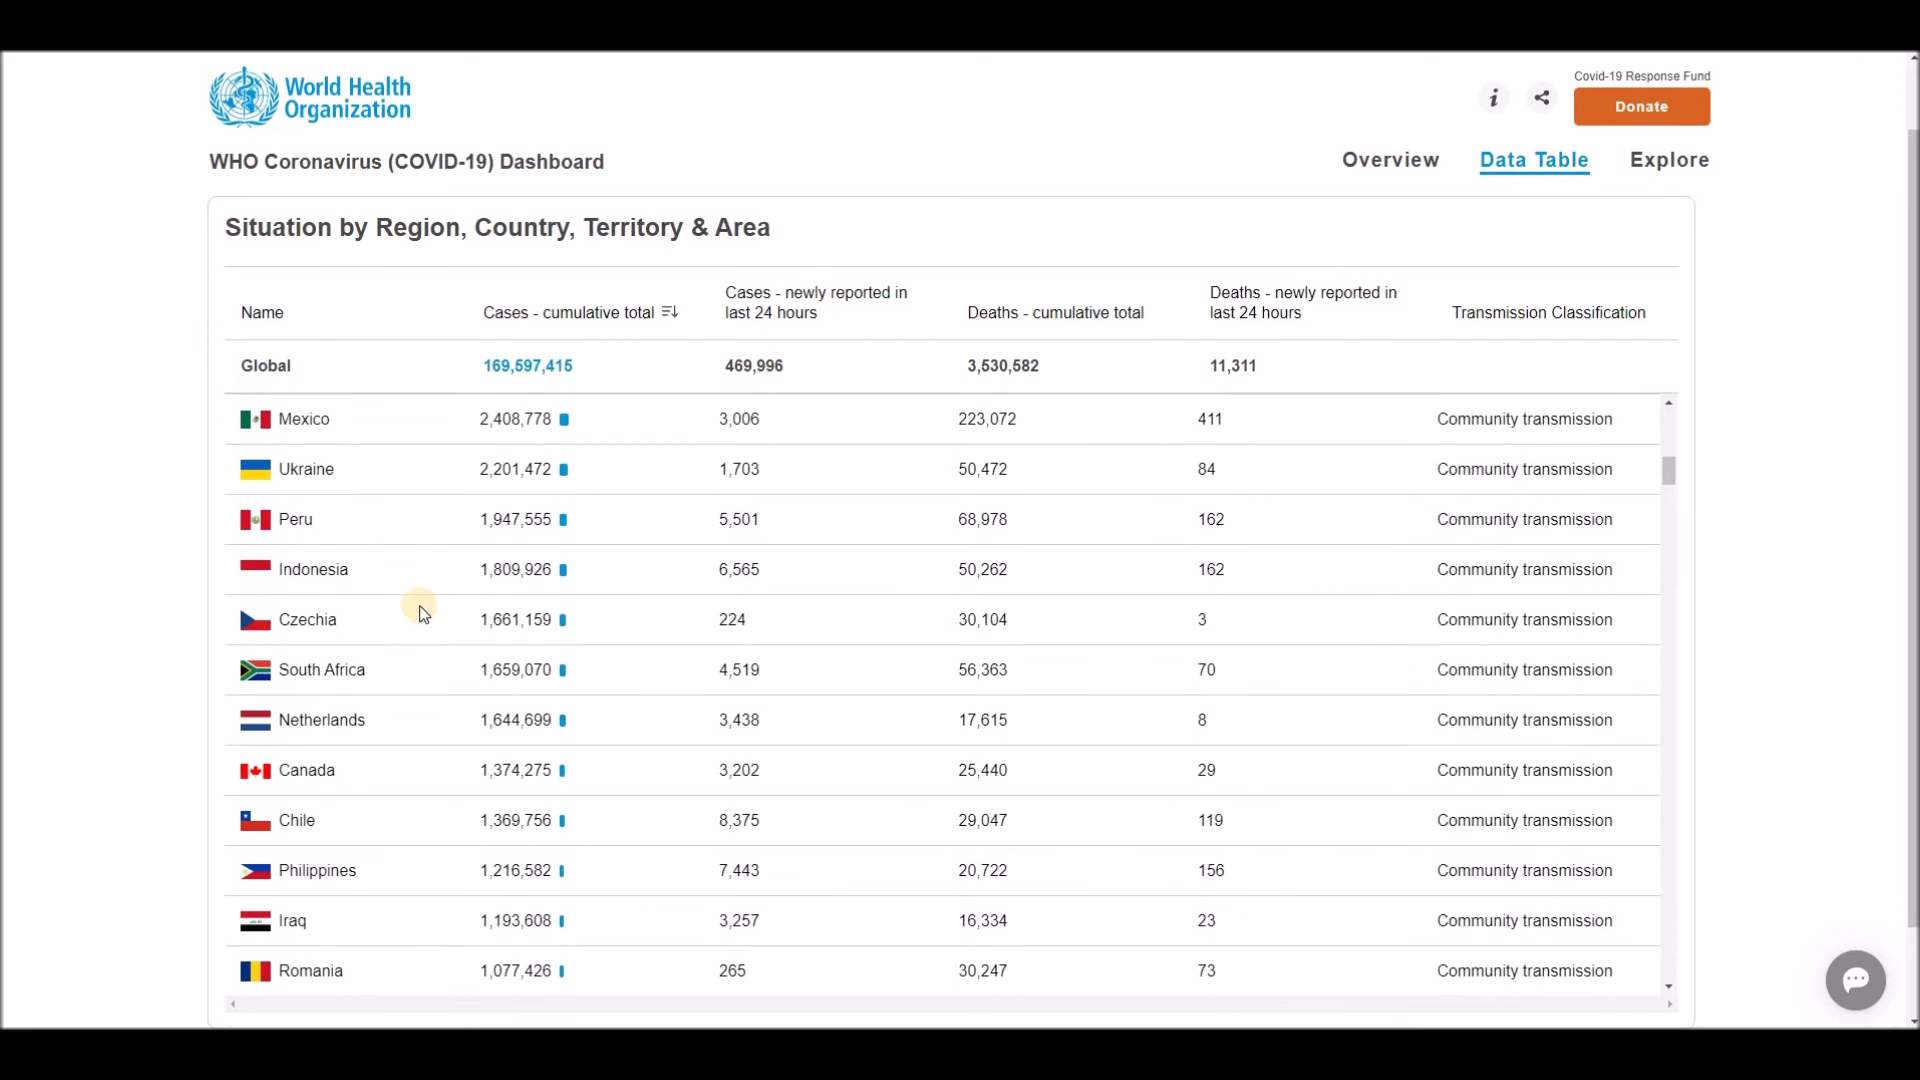 World Health
Organization
Covid-19 Response Fund
Donate
WHO Coronavirus (COVID-19) Dashboard
Overview
Data Table
Explore
Situation by Region, Country, Territory & Area
Name
Cases - cumulative total
Cases - newly reported in
last 24 hours
Deaths - cumulative total
Deaths - newly reported in
last 24 hours
Transmission Classification
Global 169,597,415 469,996 3,530,582 11,311
Mexico 2,408,778 3,006 223,072 411 Community transmission
Ukraine 2,201,472 1,703 50,472 84 Community transmission
Peru 1,947,555 5,501 68,978 162 Community transmission
Indonesia 1,809,926 6,565 50,262 162 Community transmission
Czechia 1,661,159 224 30,104 3 Community transmission
South Africa 1,659,070 4,519 56,363 70 Community transmission
Netherlands 1,644,699 3,438 17,615 8 Community transmission
Canada 1,374,275 3,202 25,440 29 Community transmission
Chile 1,369,756 8,375 29,047 119 Community transmission
Philippines 1,216,582 7,443 20,722 156 Community transmission
Iraq 1,193,608 3,257 16,334 23 Community transmission
Romania 1,077,426 265 30,247 73 Community transmission